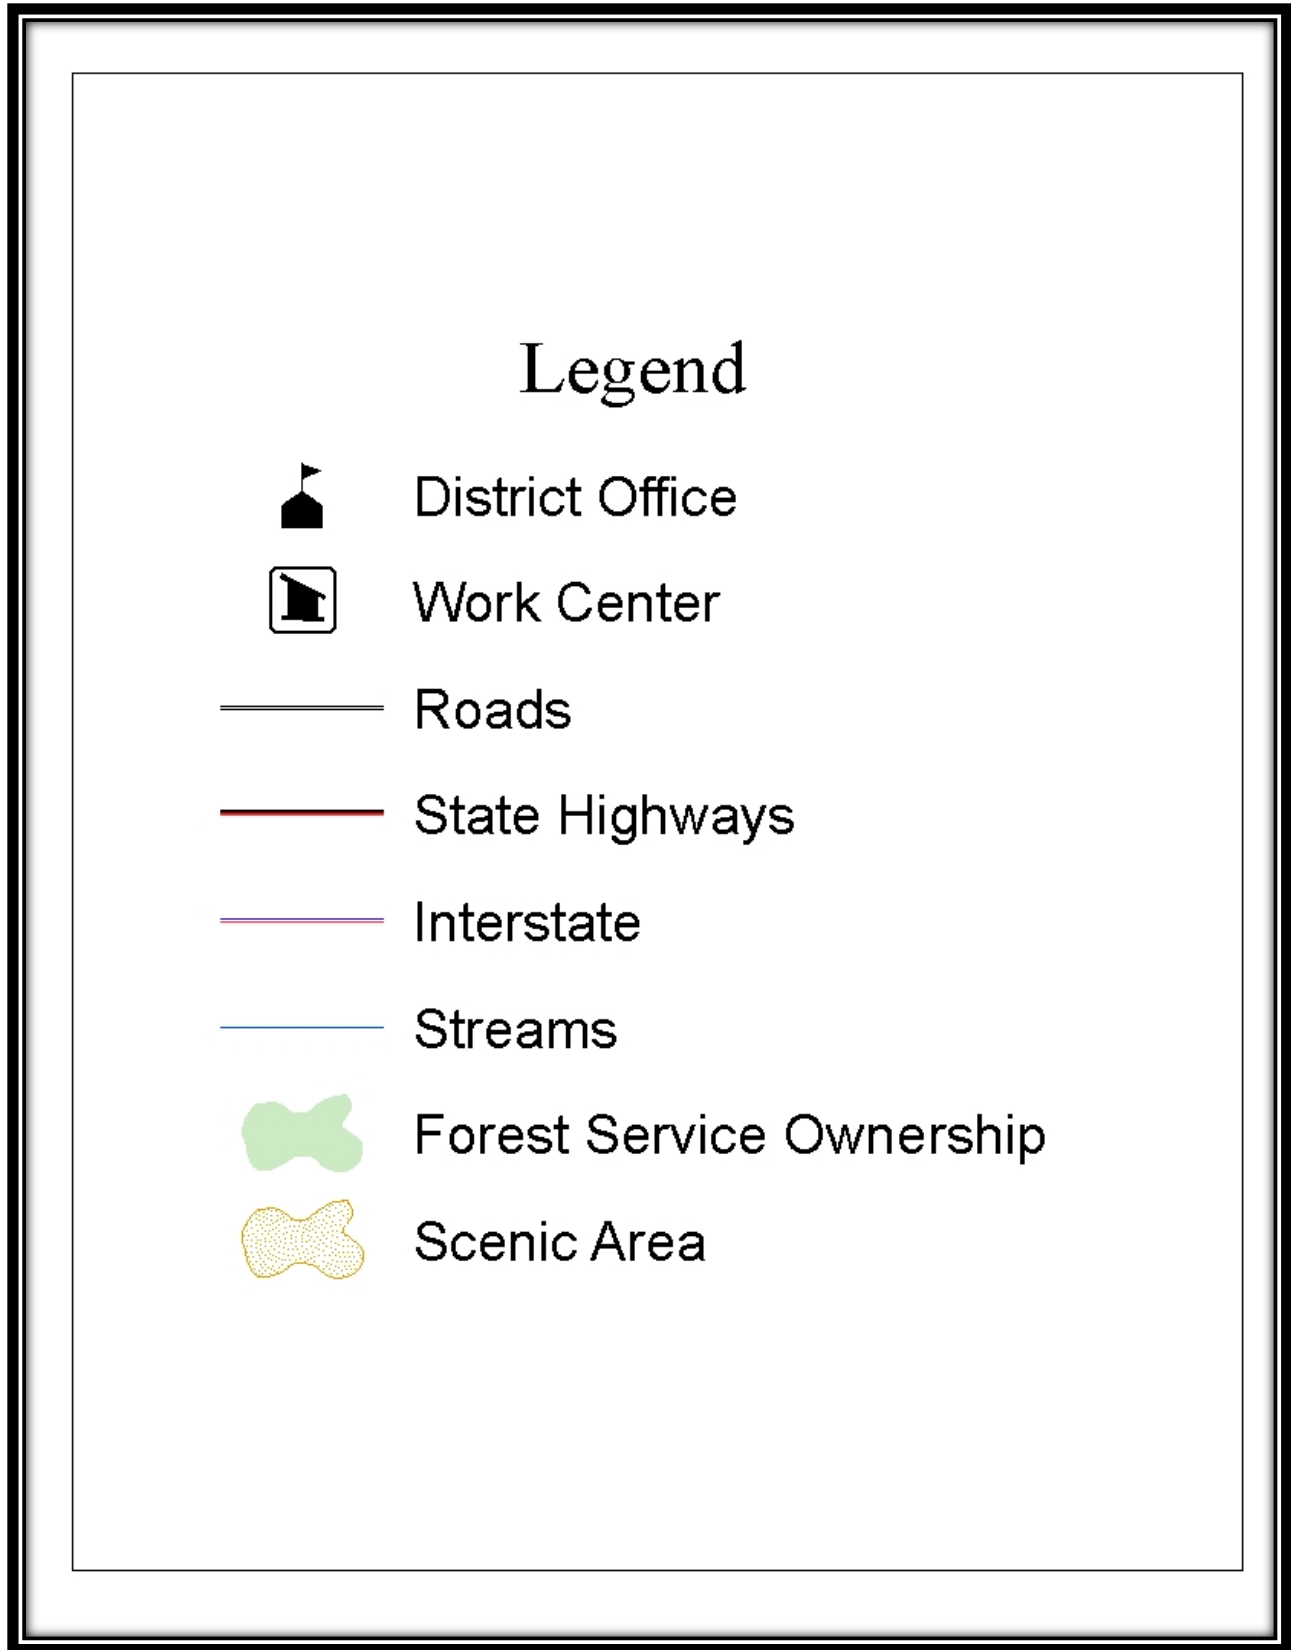 Legend
District Office
Work Center
Roads
State Highways
Interstate
Streams
Forest Service Ownership
Scenic Area